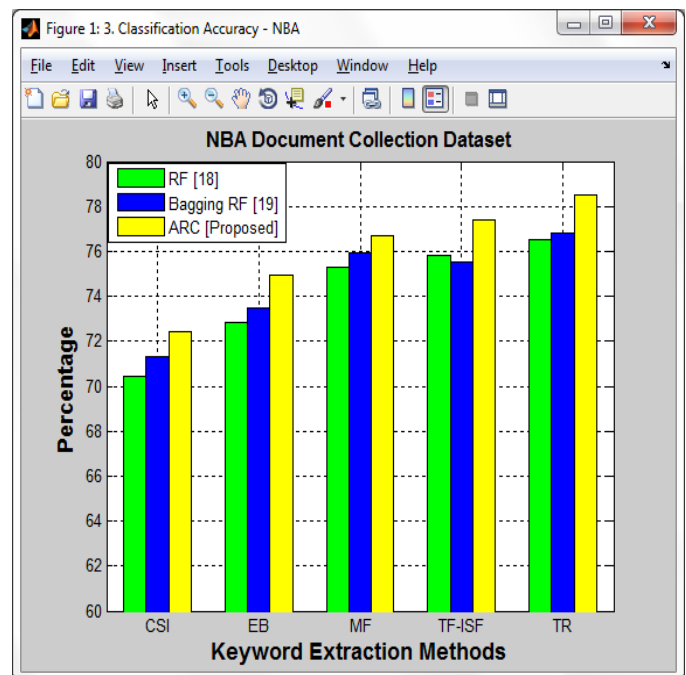 Figure 1: 3. Classification Accuracy - NBA
File Edit View Insert Tools Desktop Window Help
NBA Document Collection Dataset
RF [18]
Bagging RF [19]
ARC [Proposed]
80
78
76
74
72
70
68
66
64
62
60
Percentage
CSI EB MF TF-ISF TR
Keyword Extraction Methods